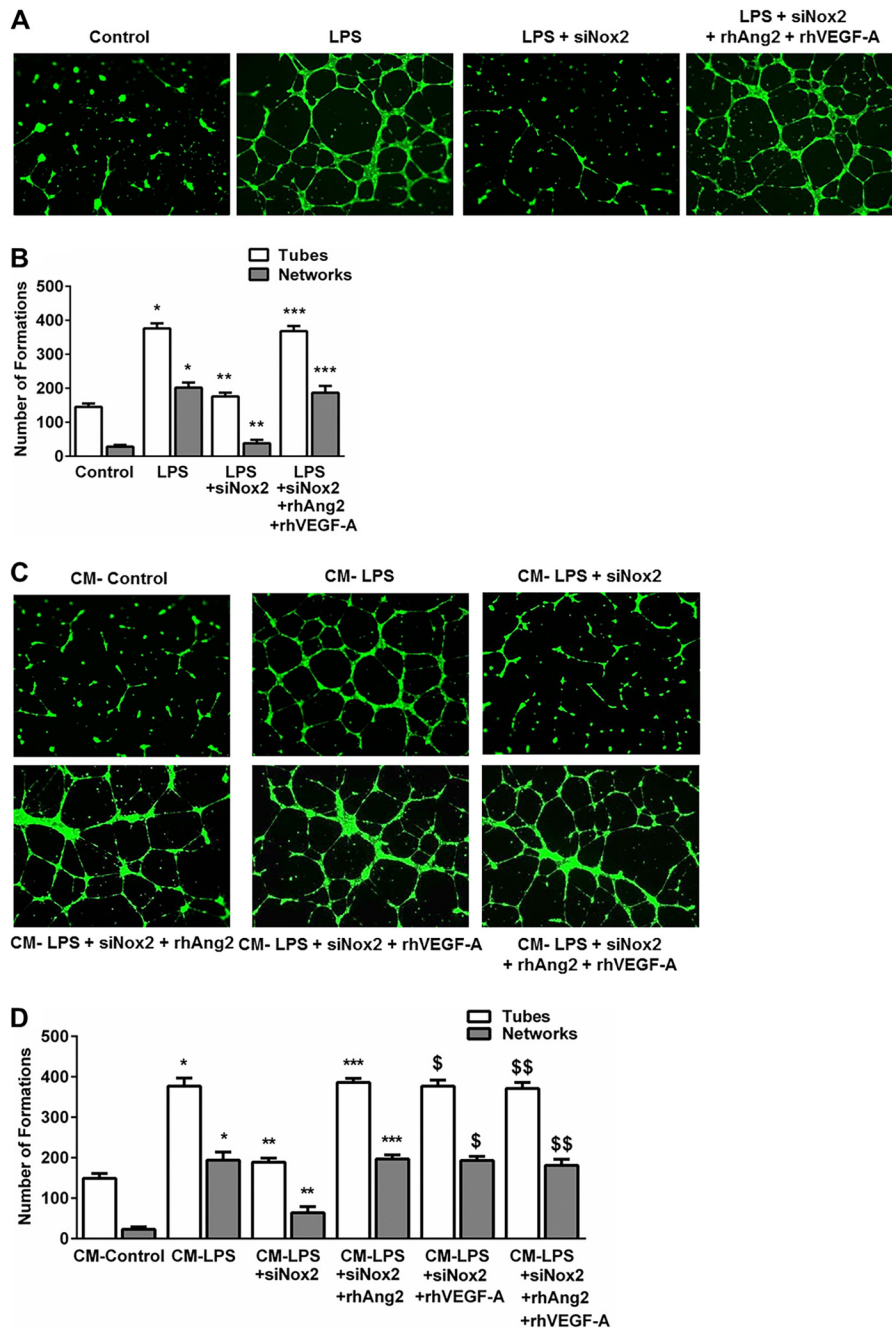 A
Control
LPS
LPS + siNox2
LPS + siNox2
+ rhAng2 + rhVEGF-A
B
Tubes
Networks
Number of Formations
500
400
300
200
100
0
*
*
**
**
***
***
Control
LPS
LPS
+siNox2
LPS
+siNox2
+rhAng2
+rhVEGF-A
C
CM- Control
CM- LPS
CM- LPS + siNox2
CM- LPS + siNox2 + rhAng2
CM- LPS + siNox2 + rhVEGF-A
CM- LPS + siNox2
+ rhAng2 + rhVEGF-A
D
Tubes
Networks
Number of Formations
500
400
300
200
100
0
*
*
**
**
***
***
$
$
$$
$$
CM-Control
CM-LPS
CM-LPS
+siNox2
CM-LPS
+siNox2
+rhAng2
CM-LPS
+siNox2
+rhVEGF-A
CM-LPS
+siNox2
+rhAng2
+rhVEGF-A